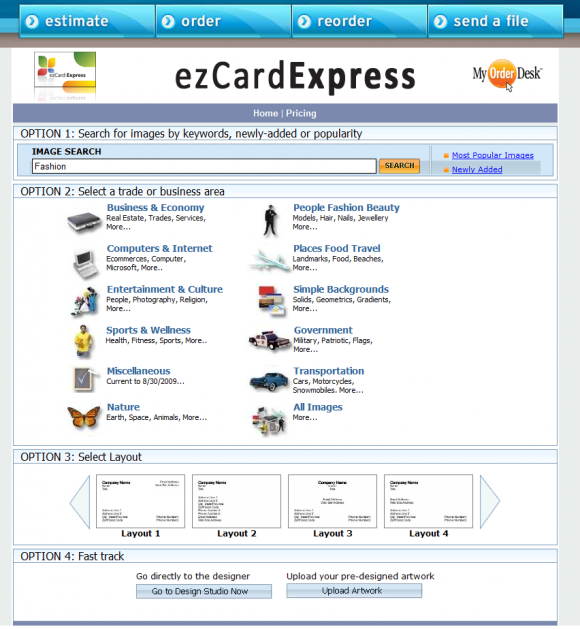 estimate
order
reorder
send a file
ezCard Express
ezCardExpress
My Order Desk
Home | Pricing
OPTION 1: Search for images by keywords, newly-added or popularity
IMAGE SEARCH
Fashion
SEARCH
Most Popular Images
Newly Added
OPTION 2: Select a trade or business area
Business & Economy
Real Estate, Trades, Services,
More...
People Fashion Beauty
Models, Hair, Nails, Jewellery
More...
Computers & Internet
Ecommerces, Computer,
Microsoft, More..
Places Food Travel
Landmarks, Food, Beaches,
More...
Entertainment & Culture
People, Photography, Religion,
More...
Simple Backgrounds
Solids, Geometrics, Gradients,
More...
Sports & Wellness
Health, Fitness, Sports, More..
Government
Military, Patriotic, Flags,
More...
Miscellaneous
Current to 8/30/2009...
Transportation
Cars, Motorcycles,
Snowmobiles. More...
Nature
Earth, Space, Animals, More...
All Images
More...
OPTION 3: Select Layout
Company Name
Company Name
Company Name
Company Name
Layout 1
Layout 2
Layout 3
Layout 4
OPTION 4: Fast track
Go directly to the designer
Go to Design Studio Now
Upload your pre-designed artwork
Upload Artwork